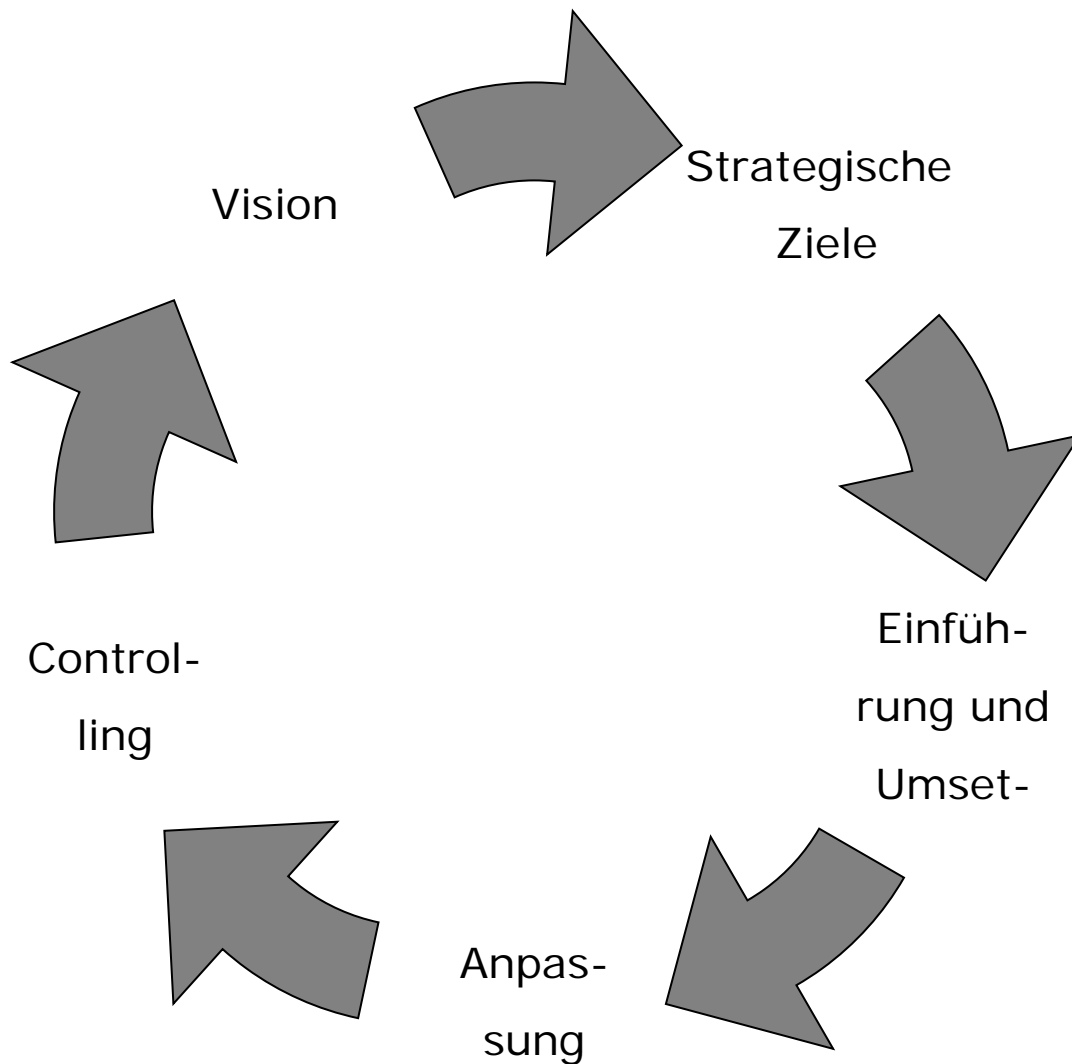 Vision
Strategische
Ziele
Einfüh-
rung und
Umset-
Anpas-
sung
Control-
ling